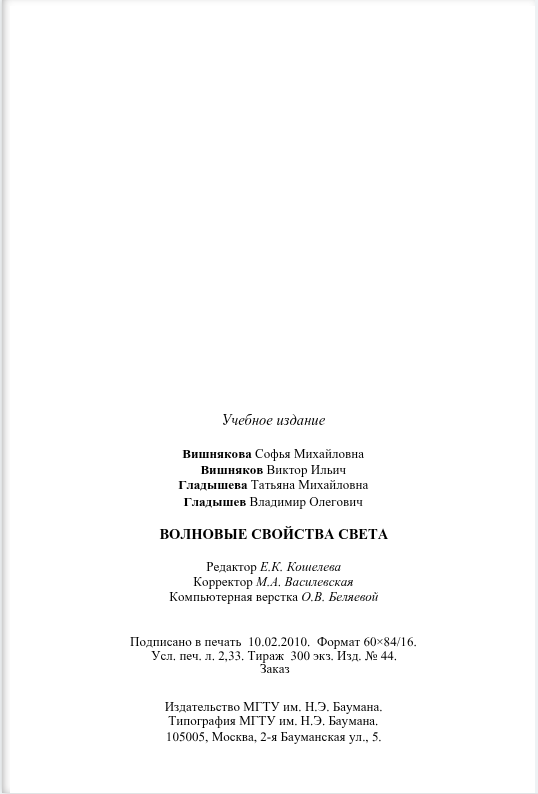 Учебное издание
Вишнякова Софья Михайловна
Вишняков Виктор Ильич
Гладышева Татьяна Михайловна
Гладышев Владимир Олегович
ВОЛНОВЫЕ СВОЙСТВА СВЕТА
Редактор Е.К. Кошелева
Корректор М.А. Василевская
Компьютерная верстка О.В. Беляевой
Подписано в печать 10.02.2010. Формат 60×84/16.
Усл. печ. л. 2,33. Тираж 300 экз. Изд. № 44.
Заказ
Издательство МГТУ им. Н.Э. Баумана.
Типография МГТУ им. Н.Э. Баумана.
105005, Москва, 2-я Бауманская ул., 5.